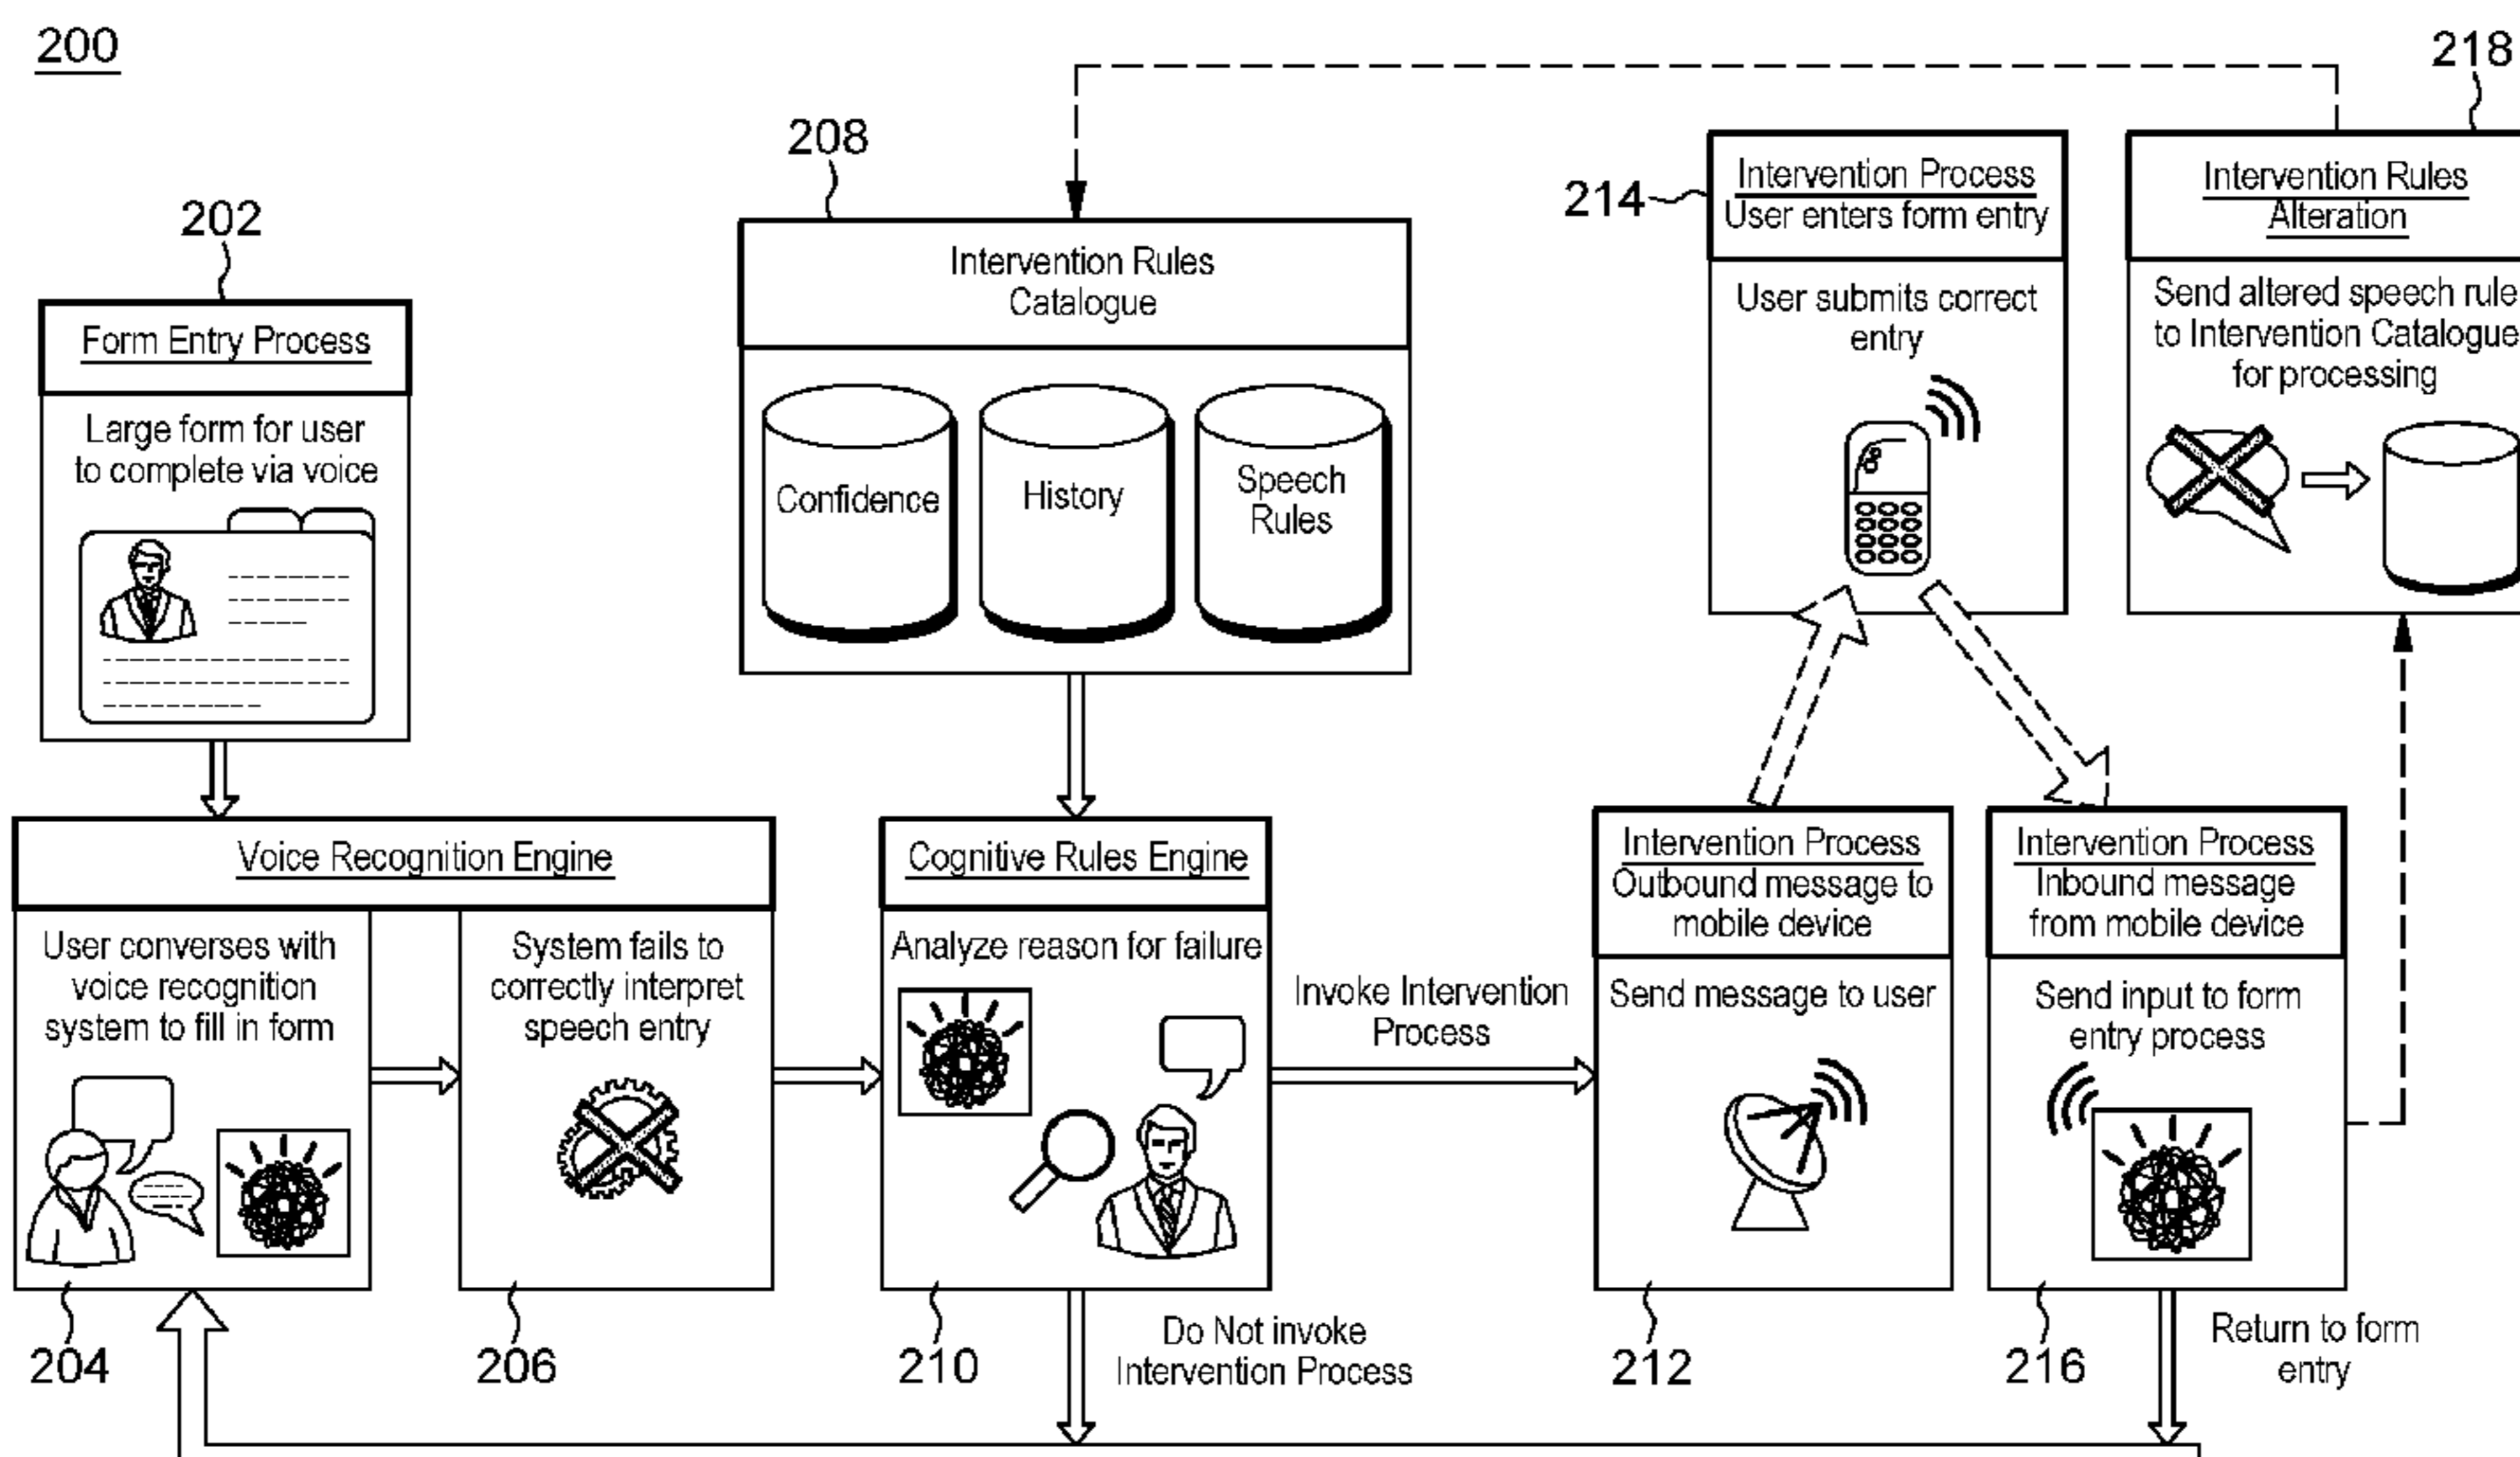 200
218
208
Intervention Process
User enters form entry
214
Intervention Rules
Alteration
202
Intervention Rules
Catalogue
User submits correct
entry
Send altered speech rule
to Intervention Catalogue
for processing
Form Entry Process
Large form for user
to complete via voice
Confidence
History
Speech
Rules
Voice Recognition Engine
Cognitive Rules Engine
Intervention Process
Outbound message to
mobile device
Intervention Process
Inbound message
from mobile device
User converses with
voice recognition
system to fill in form
System fails to
correctly interpret
speech entry
Analyze reason for failure
Invoke Intervention
Process
Send message to user
Send input to form
entry process
204
206
210
Do Not invoke
Intervention Process
212
216
Return to form
entry